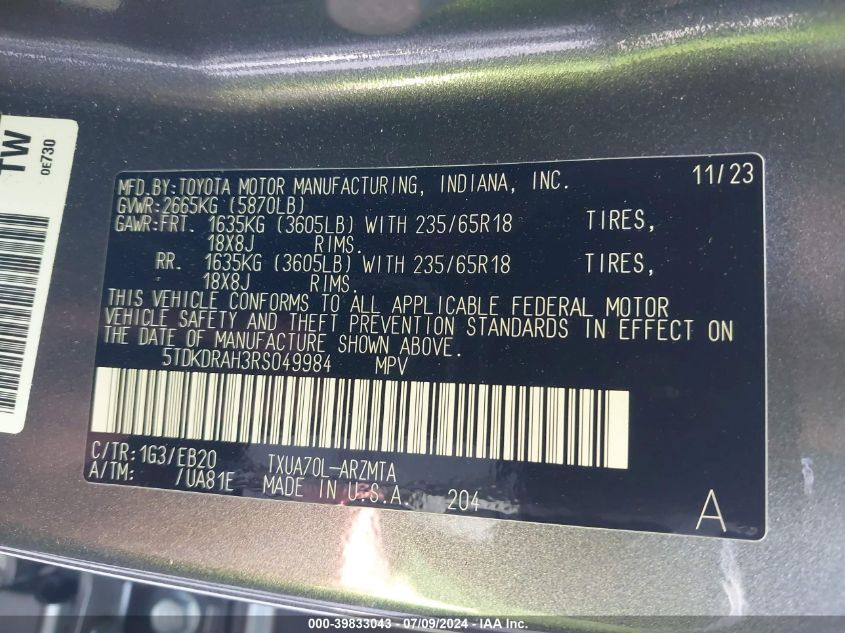 TW
0E730
MFD.BY:TOYOTA MOTOR MANUFACTURING, INDIANA, INC. 11/23
GVWR:2665KG (5870LB)
GAWR:FRT. 1635KG (3605LB) WITH 235/65R18 TIRES,
18X8J RIMS.
RR. 1635KG (3605LB) WITH 235/65R18 TIRES,
18X8J RIMS.
THIS VEHICLE CONFORMS TO ALL APPLICABLE FEDERAL MOTOR
VEHICLE SAFETY AND THEFT PREVENTION STANDARDS IN EFFECT ON
THE DATE OF MANUFACTURE SHOWN ABOVE.
5TDKDRAH3RS049984 MPV
C/TR:1G3/EB20 TXUA70L-ARZMTA
A/TM: /UA81E MADE IN U.S.A. 204
A
000-39833043 - 07/09/2024 - IAA Inc.